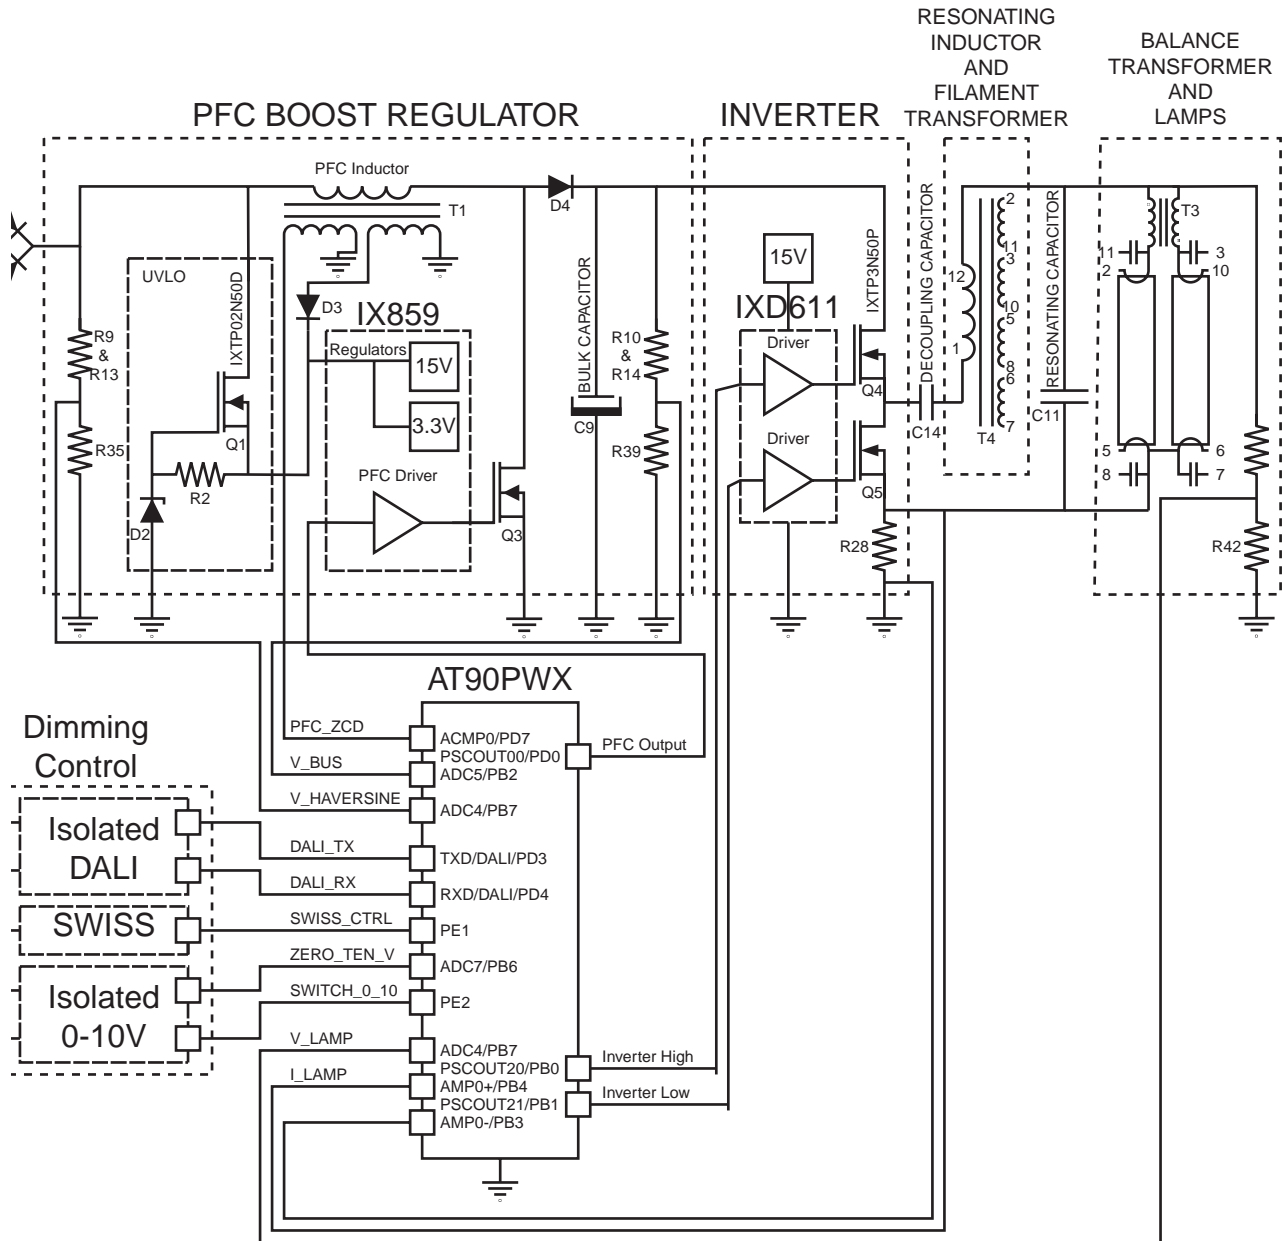 RESONATING
INDUCTOR
AND
FILAMENT
TRANSFORMER
BALANCE
TRANSFORMER
AND
LAMPS
PFC BOOST REGULATOR
INVERTER
PFC Inductor
T1
D4
UVLO
IXTP02N50D
D3
IX859
Regulators
15V
3.3V
PFC Driver
R9
&
R13
R35
Q1
R2
D2
Q3
BULK CAPACITOR
C9
R10
&
R14
R39
15V
IXD611
Driver
Driver
IXTP3N50P
Q4
Q5
R28
DECOUPLING CAPACITOR
C14
12
1
2
11
3
10
5
8
6
7
T4
RESONATING CAPACITOR
C11
T3
11
3
2
10
5
6
8
7
R42
AT90PWX
Dimming
Control
Isolated
DALI
SWISS
Isolated
0-10V
PFC_ZCD
V_BUS
V_HAVERSINE
DALI_TX
DALI_RX
SWISS_CTRL
ZERO_TEN_V
SWITCH_0_10
V_LAMP
I_LAMP
ACMP0/PD7
PSCOUT00/PD0
ADC5/PB2
ADC4/PB7
TXD/DALI/PD3
RXD/DALI/PD4
PE1
ADC7/PB6
PE2
ADC4/PB7
PSCOUT20/PB0
AMP0+/PB4
PSCOUT21/PB1
AMP0-/PB3
PFC Output
Inverter High
Inverter Low